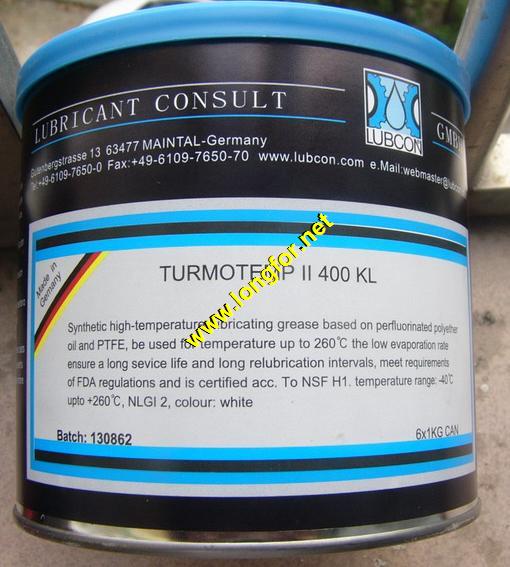 LUBRICANT CONSULT
LUBCON
GMBH
Gutenbergstrasse 13 63477 MAINTAL-Germany
Tel:+49-6109-7650-0 Fax:+49-6109-7650-70 www.lubcon.com e.Mail:webmaster@lubcon
Made in
Germany
TURMOTEMP II 400 KL
Synthetic high-temperature lubricating grease based on perfluorinated polyether
oil and PTFE, be used for temperature up to 260℃ the low evaporation rate
ensure a long sevice life and long relubrication intervals, meet requirements
of FDA regulations and is certified acc. To NSF H1. temperature range: -40℃
upto +260℃, NLGI 2, colour: white
Batch: 130862
6x1KG CAN
www.longfor.net